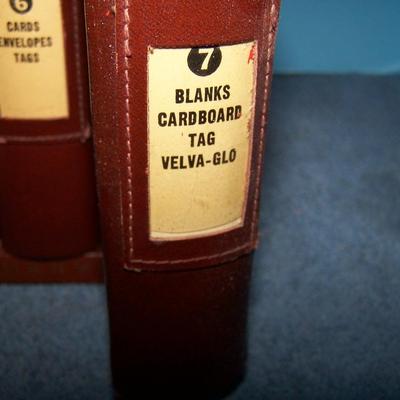 6
CARDS
ENVELOPES
TAGS
7
BLANKS
CARDBOARD
TAG
VELVA-GLO